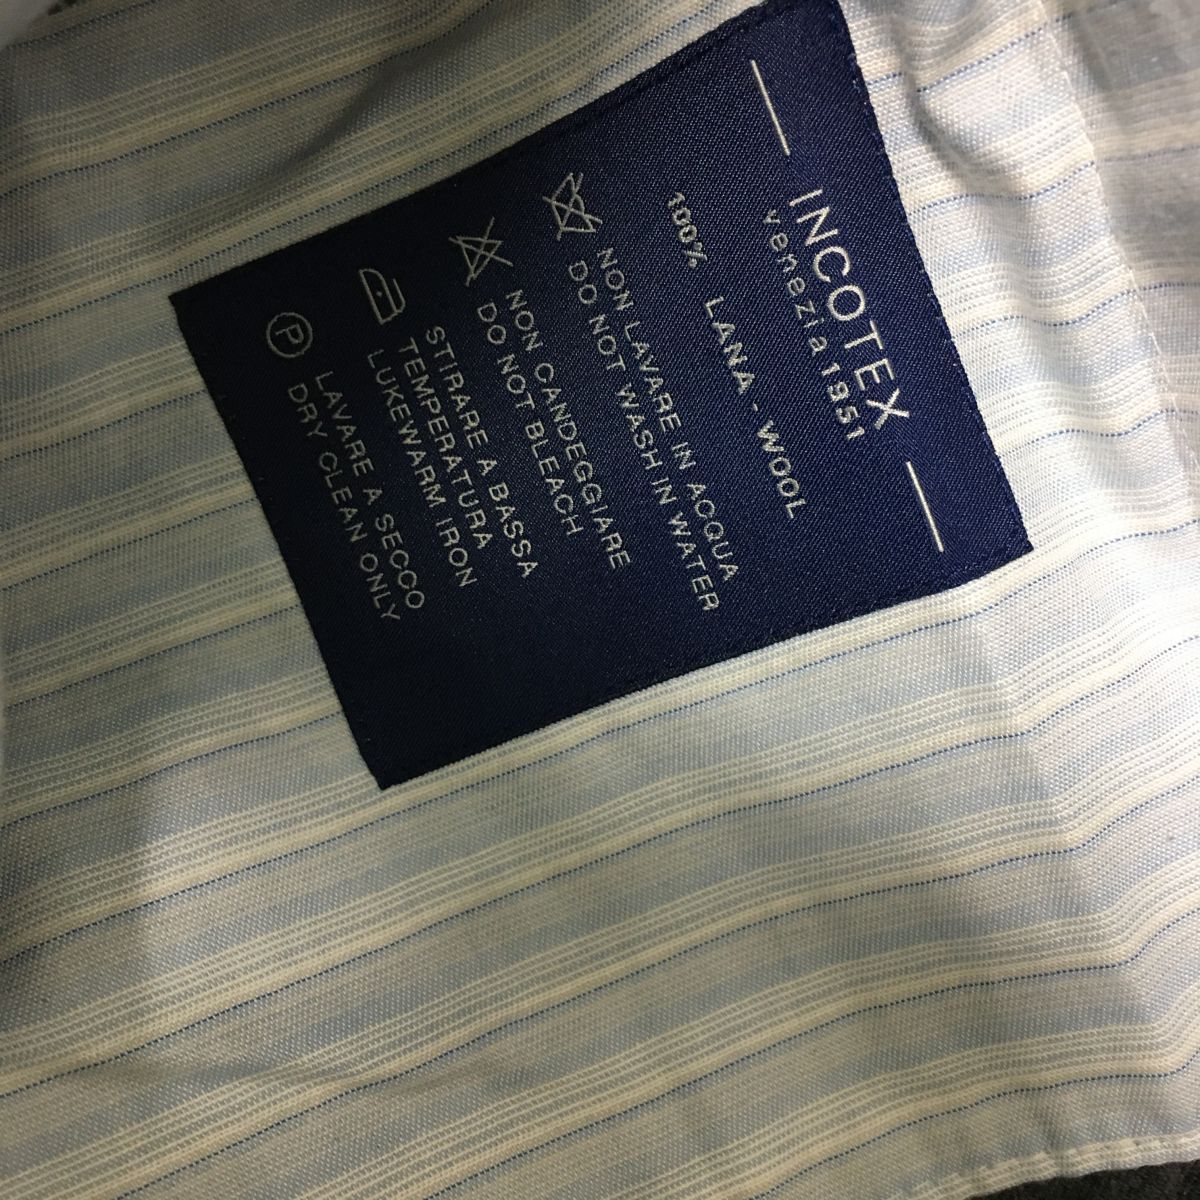 INCOTEX
venezia 1951
100% LANA - WOOL
NON LAVARE IN ACQUA
DO NOT WASH IN WATER
NON CANDEGGIARE
DO NOT BLEACH
STIRARE A BASSA
TEMPERATURA
LUKEWARM IRON
P
LAVARE A SECCO
DRY CLEAN ONLY